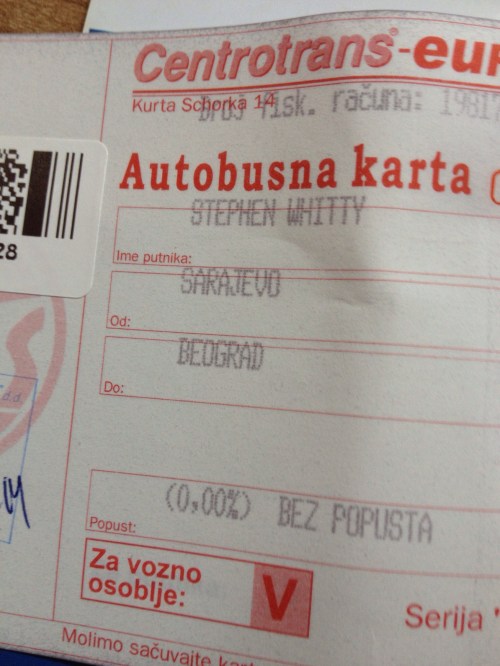 Centrotrans-eu
Kurta Schorka 14
Broj fisk. računa: 1981
Autobusna karta
STEPHEN WHITTY
Ime putnika:
SARAJEVO
Od:
BEOGRAD
Do:
(0,00%) BEZ POPUSTA
Popust:
Za vozno
osoblje:
V
Serija "
Molimo sačuvajte
28
d.d.